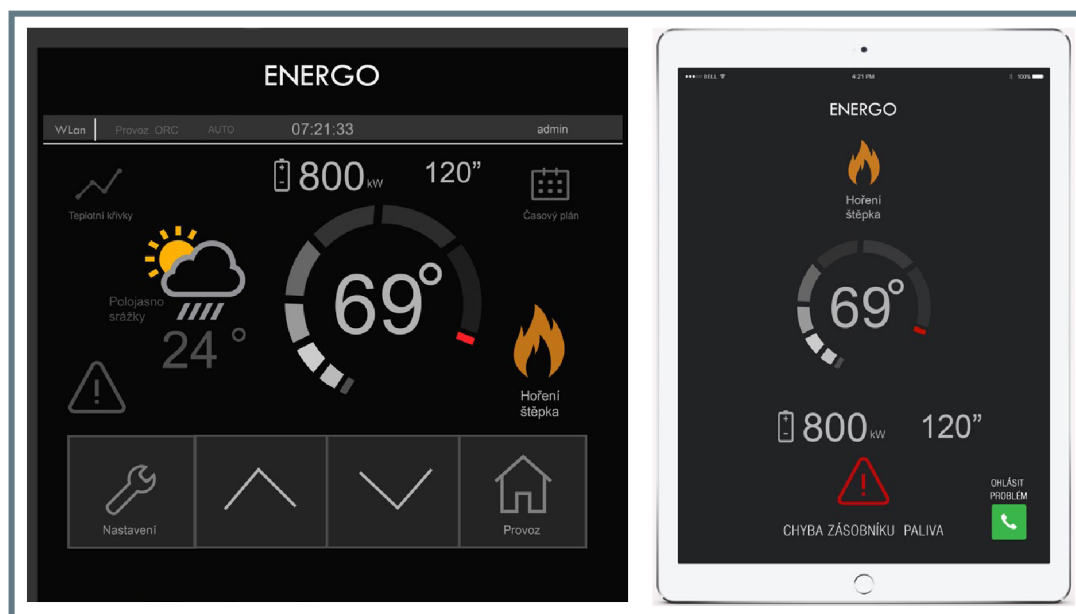 ENERGO
WLan Provoz ORC AUTO 07:21:33 admin
800 kW 120”
Teplotní křivky
Časový plán
69°
Polojasno
srážky
24 °
Hoření
štěpka
Nastavení
Provoz
BELL 4:21 PM 100%
ENERGO
Hoření
štěpka
69°
800 kW 120”
OHLÁSIT
PROBLÉM
CHYBA ZÁSOBNÍKU PALIVA